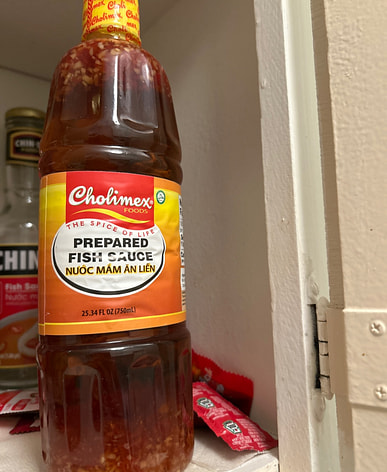 Cholimex
FOODS
THE SPICE OF LIFE
PREPARED
FISH SAUCE
NƯỚC MẮM ĂN LIỀN
25.34 FL OZ (750mL)
CHIN
Fish Sau
Nước m